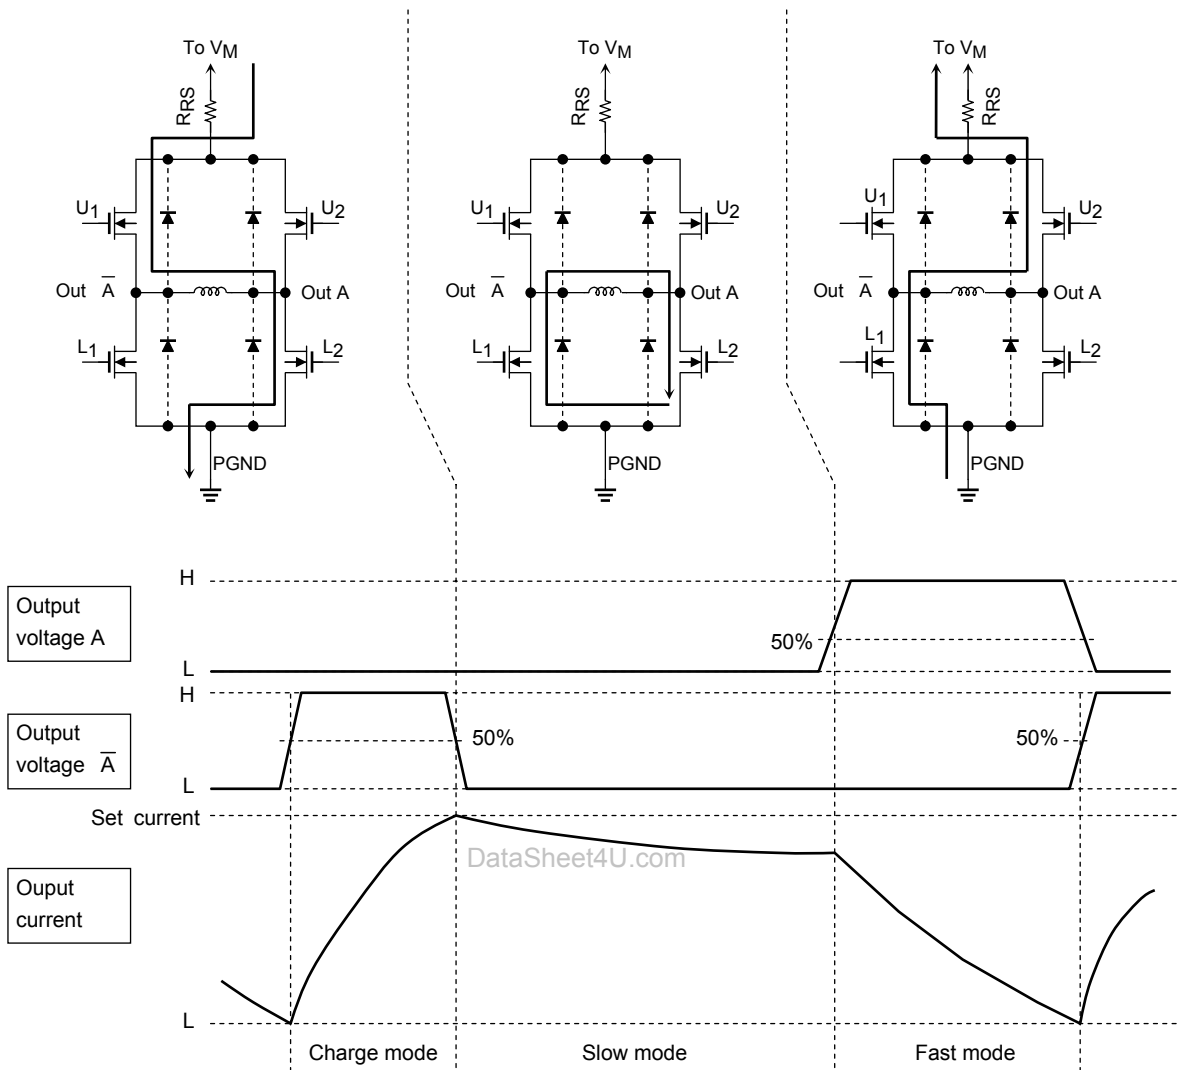 To VM To VM To VM
RRS RRS RRS
U1 U2 U1 U2 U1 U2
Out A̅ Out A Out A̅ Out A Out A̅ Out A
L1 L2 L1 L2 L1 L2
PGND PGND PGND
H
Output
voltage A
50%
L
H
Output
voltage A̅
50% 50%
L
Set current
DataSheet4U.com
Ouput
current
L
Charge mode Slow mode Fast mode